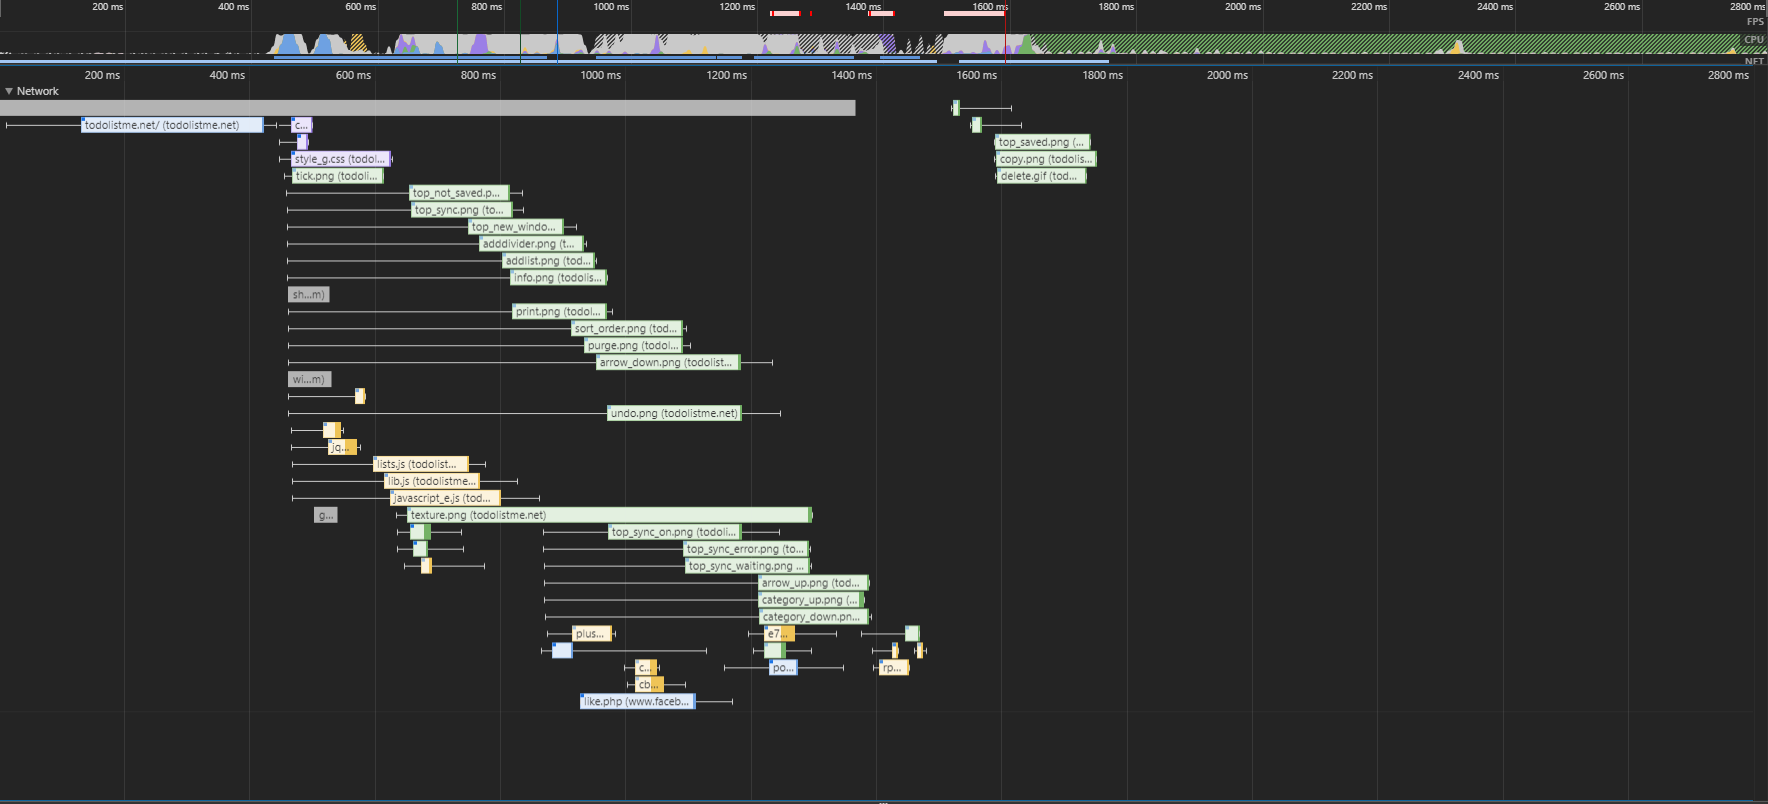 200 ms 400 ms 600 ms 800 ms 1000 ms 1200 ms 1400 ms 1600 ms 1800 ms 2000 ms 2200 ms 2400 ms 2600 ms 2800 ms
FPS
CPU
NET
200 ms 400 ms 600 ms 800 ms 1000 ms 1200 ms 1400 ms 1600 ms 1800 ms 2000 ms 2200 ms 2400 ms 2600 ms 2800 ms
Network
todolistme.net/ (todolistme.net) c...
top_saved.png (...
style_g.css (todol... copy.png (todolis...
tick.png (todoli... delete.gif (tod...
top_not_saved.p...
top_sync.png (to...
top_new_windo...
adddivider.png (t...
addlist.png (tod...
info.png (todolis...
sh...m)
print.png (todol...
sort_order.png (tod...
purge.png (todol...
arrow_down.png (todolist...
wi...m)
undo.png (todolistme.net)
jq...
lists.js (todolist...
lib.js (todolistme...
javascript_e.js (tod...
g... texture.png (todolistme.net)
top_sync_on.png (todoli...
top_sync_error.png (to...
top_sync_waiting.png ...
arrow_up.png (tod...
category_up.png (...
category_down.pn...
plus... e7...
c... po... rp...
cb...
like.php (www.faceb...